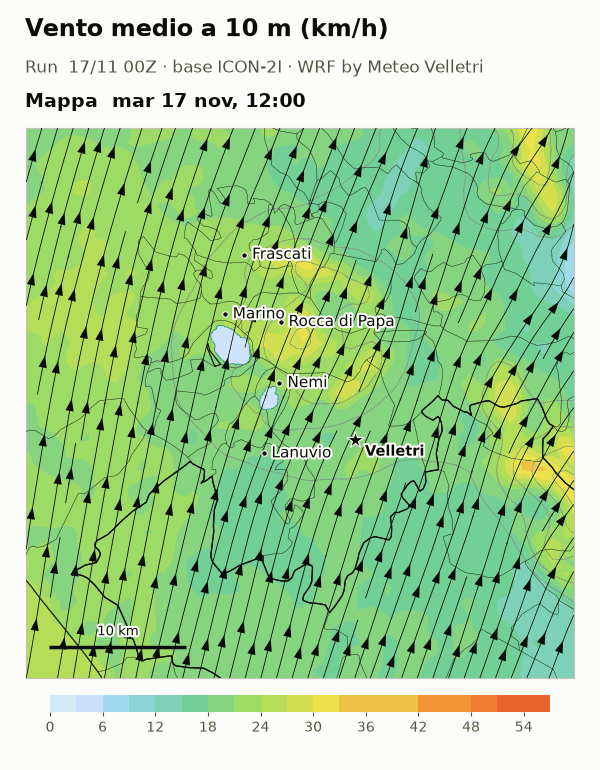 Vento medio a 10 m (km/h)
Run  17/11 00Z · base ICON-2I · WRF by Meteo Velletri
Mappa  mar 17 nov, 12:00
Frascati
Marino
Rocca di Papa
Nemi
Velletri
Lanuvio
10 km
0 6 12 18 24 30 36 42 48 54